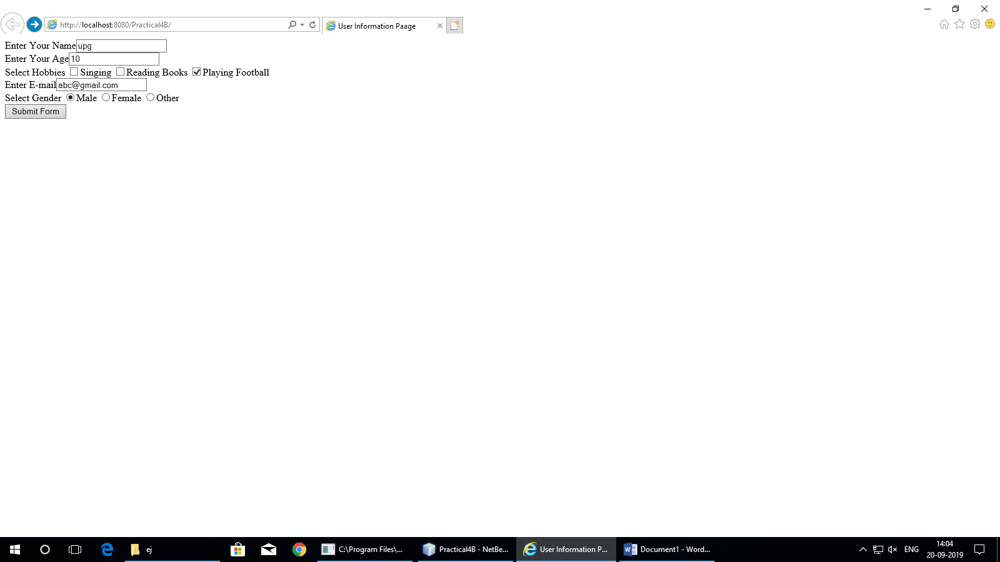 http://localhost:8080/Practical4B/
User Information Paage
Enter Your Name upg
Enter Your Age 10
Select Hobbies Singing Reading Books Playing Football
Enter E-mail abc@gmail.com
Select Gender Male Female Other
Submit Form
ej
C:\Program Files\...
Practical4B - NetBe...
User Information P...
Document1 - Word...
ENG
14:04
20-09-2019